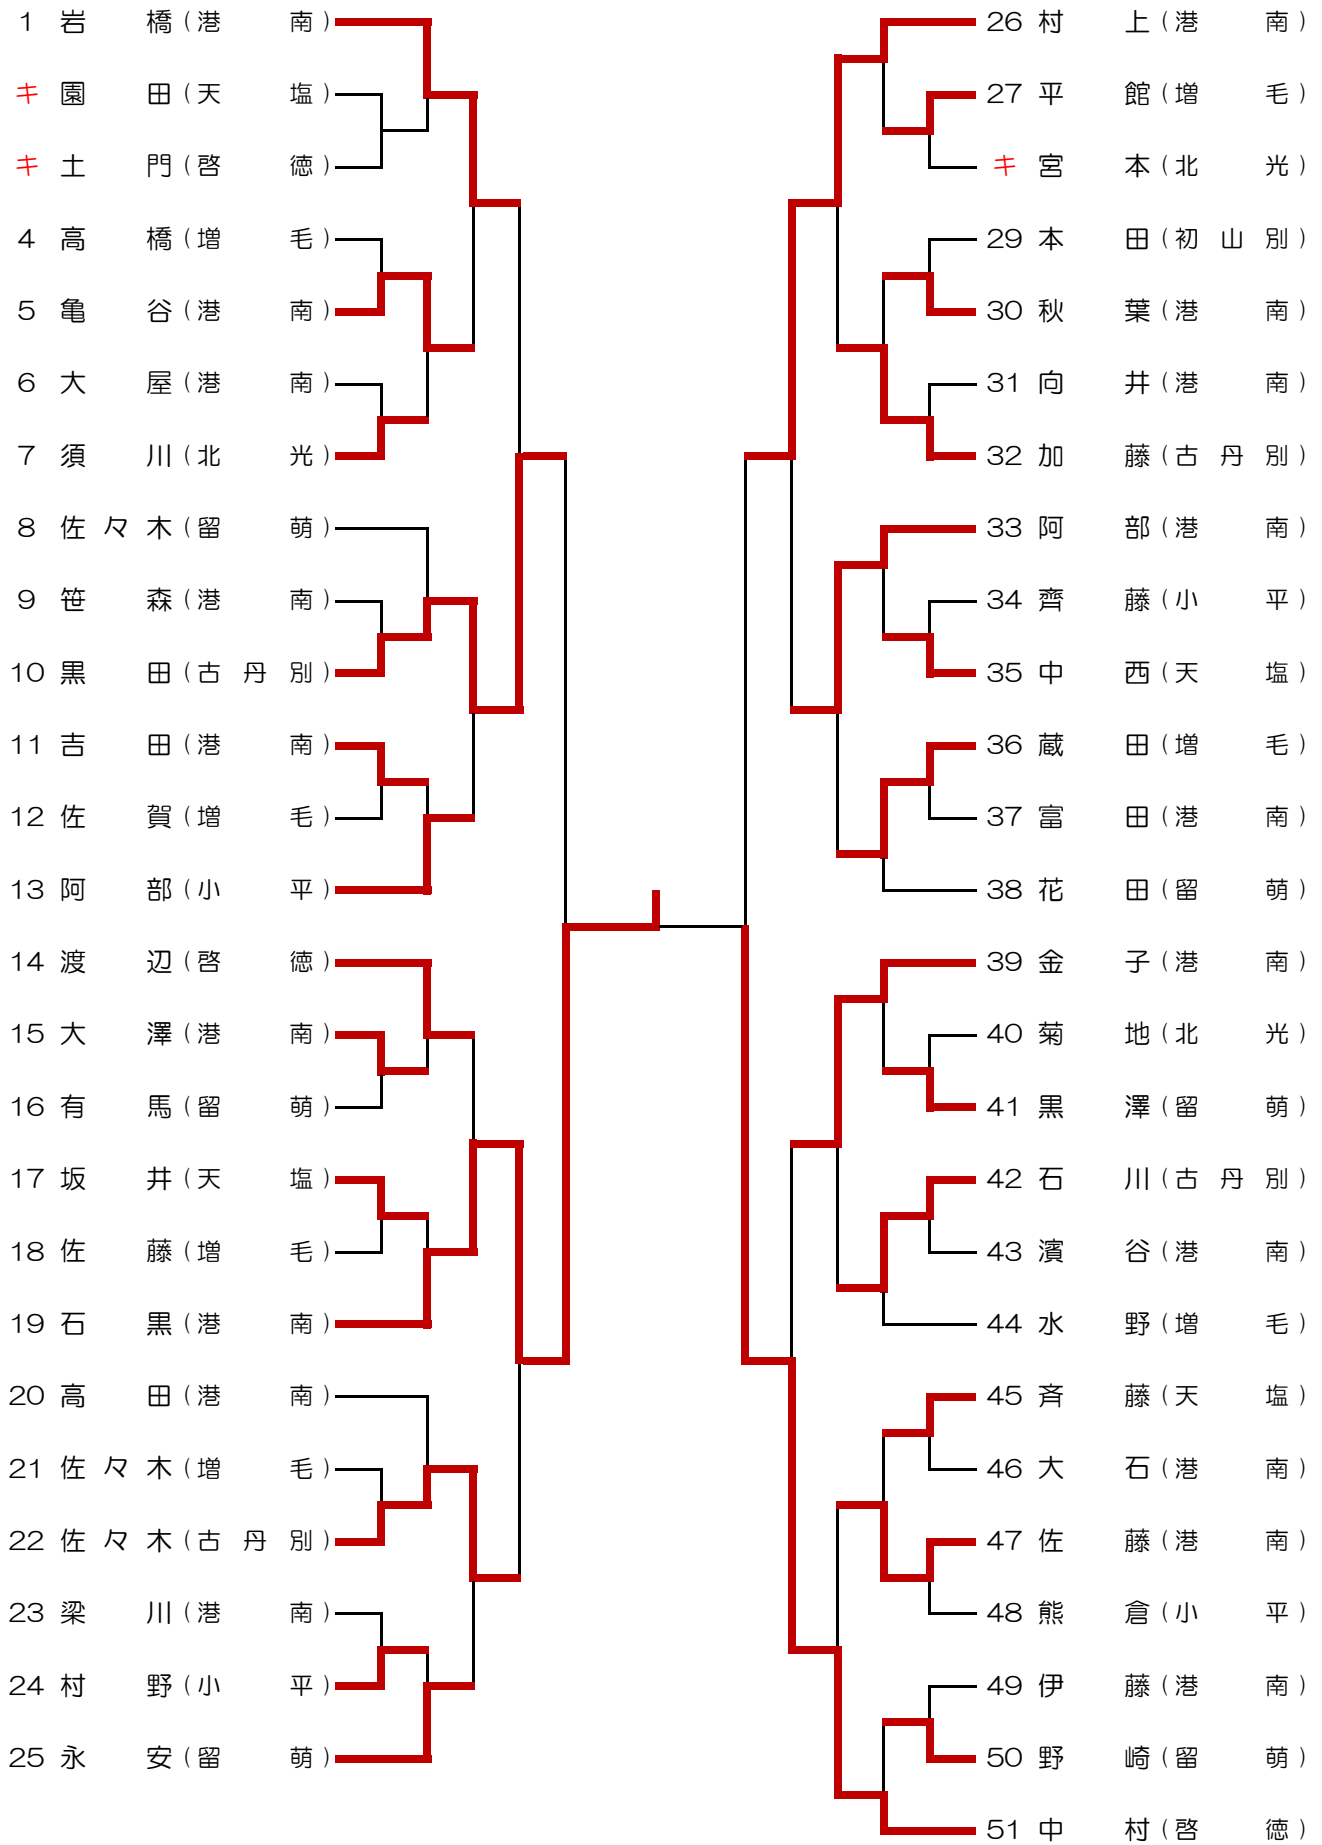 1 岩橋(港南)
キ 園田(天塩)
キ 土門(啓徳)
4 高橋(増毛)
5 亀谷(港南)
6 大屋(港南)
7 須川(北光)
8 佐々木(留萌)
9 笹森(港南)
10 黒田(古丹別)
11 吉田(港南)
12 佐賀(増毛)
13 阿部(小平)
14 渡辺(啓徳)
15 大澤(港南)
16 有馬(留萌)
17 坂井(天塩)
18 佐藤(増毛)
19 石黒(港南)
20 高田(港南)
21 佐々木(増毛)
22 佐々木(古丹別)
23 梁川(港南)
24 村野(小平)
25 永安(留萌)
26 村上(港南)
27 平館(増毛)
キ 宮本(北光)
29 本田(初山別)
30 秋葉(港南)
31 向井(港南)
32 加藤(古丹別)
33 阿部(港南)
34 齊藤(小平)
35 中西(天塩)
36 蔵田(増毛)
37 富田(港南)
38 花田(留萌)
39 金子(港南)
40 菊地(北光)
41 黒澤(留萌)
42 石川(古丹別)
43 濱谷(港南)
44 水野(増毛)
45 斉藤(天塩)
46 大石(港南)
47 佐藤(港南)
48 熊倉(小平)
49 伊藤(港南)
50 野崎(留萌)
51 中村(啓徳)